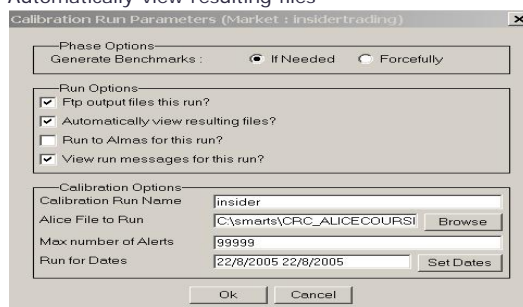 Automatically view resulting files
Calibration Run Parameters (Market : insidertrading)
Phase Options
Generate Benchmarks : If Needed Forcefully
Run Options
Ftp output files this run?
Automatically view resulting files?
Run to Almas for this run?
View run messages for this run?
Calibration Options
Calibration Run Name insider
Alice File to Run C:\smarts\CRC_ALICECOURSI Browse
Max number of Alerts 99999
Run for Dates 22/8/2005 22/8/2005 Set Dates
Ok Cancel